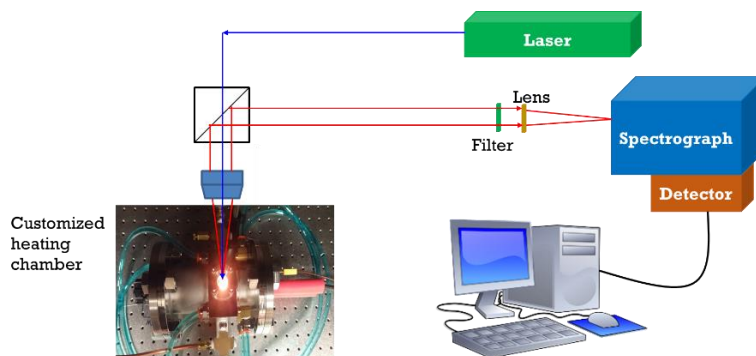 Laser
Lens
Filter
Spectrograph
Detector
Customized
heating
chamber